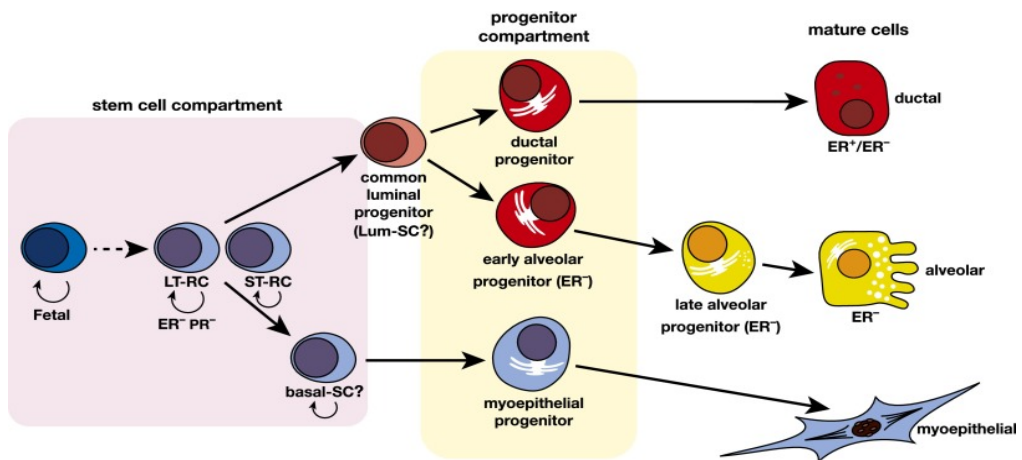 stem cell compartment
progenitor
compartment
mature cells
Fetal
LT-RC
ER⁻ PR⁻
ST-RC
basal-SC?
common
luminal
progenitor
(Lum-SC?)
ductal
progenitor
early alveolar
progenitor (ER⁻)
myoepithelial
progenitor
late alveolar
progenitor (ER⁻)
ductal
ER⁺/ER⁻
alveolar
ER⁻
myoepithelial